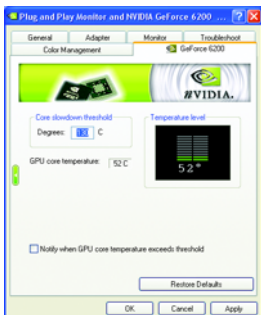 Plug and Play Monitor and NVIDIA GeForce 6200 ...
General
Adapter
Monitor
Troubleshoot
Color Management
GeForce 6200
NVIDIA.
Core slowdown threshold
Degrees:
C
Temperature level
GPU core temperature:
52 C
52°
Notify when GPU core temperature exceeds threshold
Restore Defaults
OK
Cancel
Apply